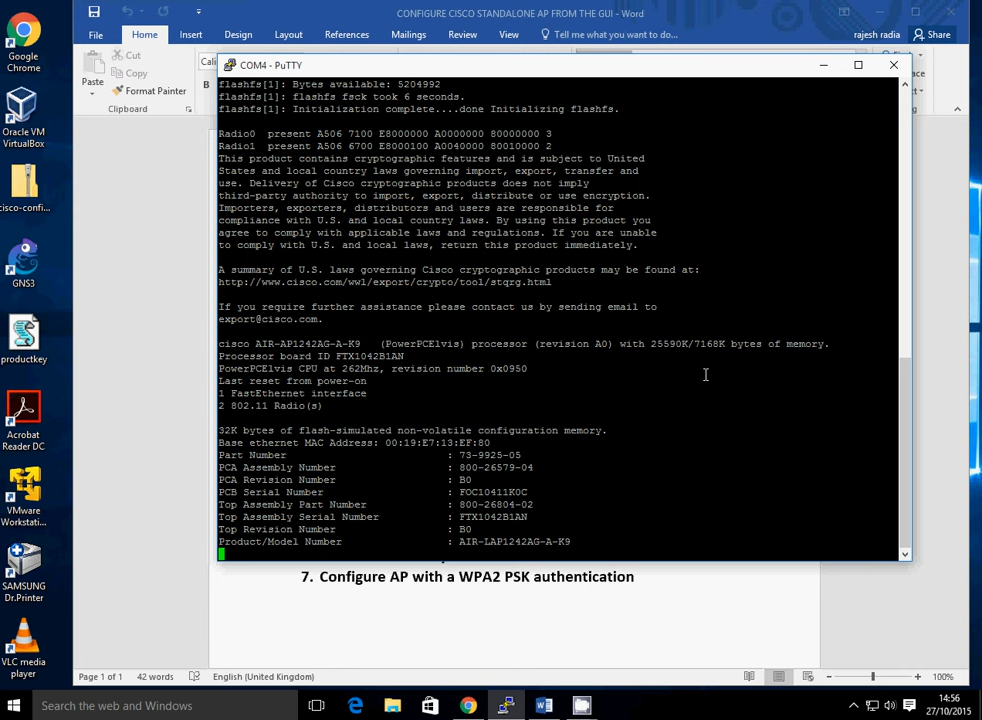 CONFIGURE CISCO STANDALONE AP FROM THE GUI - Word
File Home Insert Design Layout References Mailings Review View Tell me what you want to do... rajesh radia Share
Cut
Copy
Format Painter
Paste
Clipboard
Cali
B
COM4 - PuTTY
flashfs[1]: Bytes available: 5204992
flashfs[1]: flashfs fsck took 6 seconds.
flashfs[1]: Initialization complete....done Initializing flashfs.
Radio0 present A506 7100 E8000000 A0000000 80000000 3
Radio1 present A506 6700 E8000100 A0040000 80010000 2
This product contains cryptographic features and is subject to United
States and local country laws governing import, export, transfer and
use. Delivery of Cisco cryptographic products does not imply
third-party authority to import, export, distribute or use encryption.
Importers, exporters, distributors and users are responsible for
compliance with U.S. and local country laws. By using this product you
agree to comply with applicable laws and regulations. If you are unable
to comply with U.S. and local laws, return this product immediately.
A summary of U.S. laws governing Cisco cryptographic products may be found at:
http://www.cisco.com/wwl/export/crypto/tool/stqrg.html
If you require further assistance please contact us by sending email to
export@cisco.com.
cisco AIR-AP1242AG-A-K9 (PowerPCElvis) processor (revision A0) with 25590K/7168K bytes of memory.
Processor board ID FTX1042B1AN
PowerPCElvis CPU at 262Mhz, revision number 0x0950
Last reset from power-on
1 FastEthernet interface
2 802.11 Radio(s)
32K bytes of flash-simulated non-volatile configuration memory.
Base ethernet MAC Address: 00:19:E7:13:EF:80
Part Number : 73-9925-05
PCA Assembly Number : 800-26579-04
PCA Revision Number : B0
PCB Serial Number : FOC10411K0C
Top Assembly Part Number : 800-26804-02
Top Assembly Serial Number : FTX1042B1AN
Top Revision Number : B0
Product/Model Number : AIR-LAP1242AG-A-K9
7. Configure AP with a WPA2 PSK authentication
Page 1 of 1 42 words English (United Kingdom) 100%
Google
Chrome
Oracle VM
VirtualBox
cisco-confi...
GNS3
productkey
Acrobat
Reader DC
VMware
Workstati...
SAMSUNG
Dr.Printer
VLC media
player
Search the web and Windows
14:56
27/10/2015